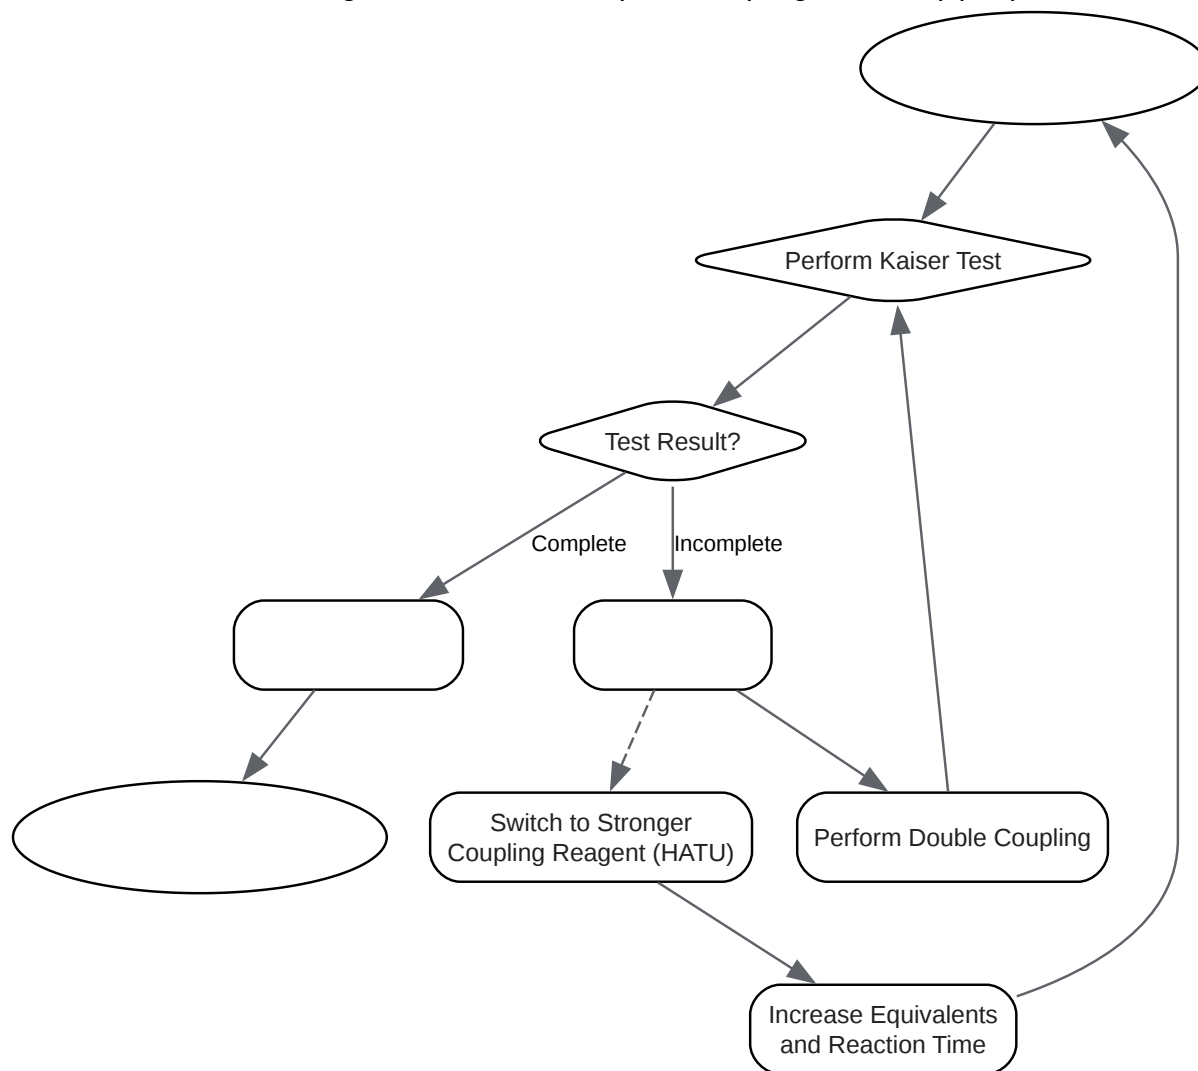 Perform Kaiser Test
Test Result?
Complete
Incomplete
Switch to Stronger
Coupling Reagent (HATU)
Perform Double Coupling
Increase Equivalents
and Reaction Time